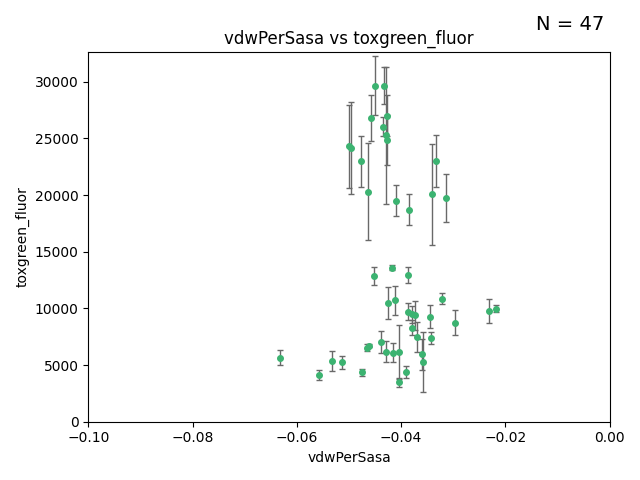 N = 47
vdwPerSasa vs toxgreen_fluor
30000
25000
20000
15000
10000
5000
0
toxgreen_fluor
−0.10 −0.08 −0.06 −0.04 −0.02 0.00
vdwPerSasa